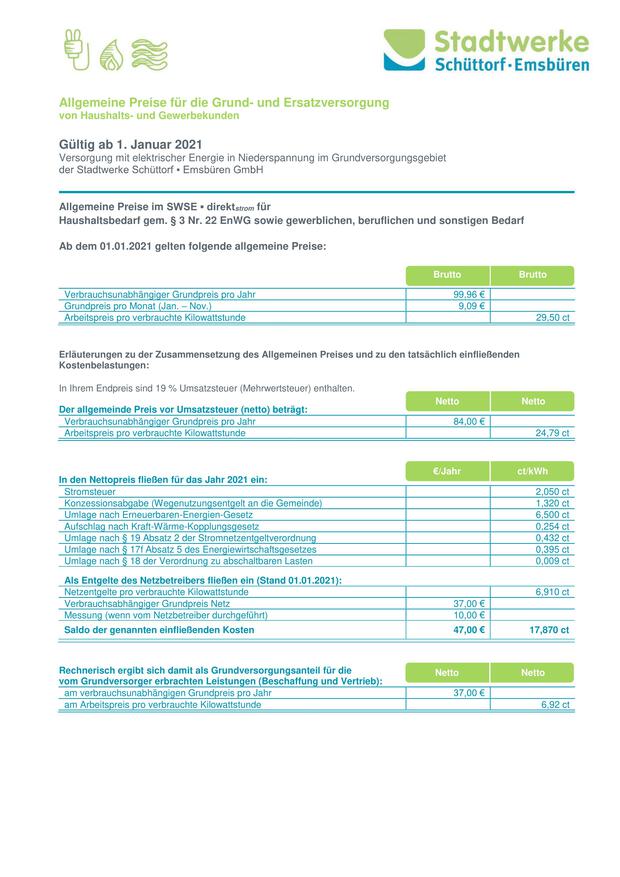 Stadtwerke
Schüttorf▪Emsbüren
Allgemeine Preise für die Grund- und Ersatzversorgung
von Haushalts- und Gewerbekunden
Gültig ab 1. Januar 2021
Versorgung mit elektrischer Energie in Niederspannung im Grundversorgungsgebiet
der Stadtwerke Schüttorf ▪ Emsbüren GmbH
Allgemeine Preise im SWSE ▪ direktstrom für
Haushaltsbedarf gem. § 3 Nr. 22 EnWG sowie gewerblichen, beruflichen und sonstigen Bedarf
Ab dem 01.01.2021 gelten folgende allgemeine Preise:
Brutto Brutto
Verbrauchsunabhängiger Grundpreis pro Jahr 99,96 €
Grundpreis pro Monat (Jan. – Nov.) 9,09 €
Arbeitspreis pro verbrauchte Kilowattstunde 29,50 ct
Erläuterungen zu der Zusammensetzung des Allgemeinen Preises und zu den tatsächlich einfließenden
Kostenbelastungen:
In Ihrem Endpreis sind 19 % Umsatzsteuer (Mehrwertsteuer) enthalten.
Netto Netto
Der allgemeinde Preis vor Umsatzsteuer (netto) beträgt:
Verbrauchsunabhängiger Grundpreis pro Jahr 84,00 €
Arbeitspreis pro verbrauchte Kilowattstunde 24,79 ct
€/Jahr ct/kWh
In den Nettopreis fließen für das Jahr 2021 ein:
Stromsteuer 2,050 ct
Konzessionsabgabe (Wegenutzungsentgelt an die Gemeinde) 1,320 ct
Umlage nach Erneuerbaren-Energien-Gesetz 6,500 ct
Aufschlag nach Kraft-Wärme-Kopplungsgesetz 0,254 ct
Umlage nach § 19 Absatz 2 der Stromnetzentgeltverordnung 0,432 ct
Umlage nach § 17f Absatz 5 des Energiewirtschaftsgesetzes 0,395 ct
Umlage nach § 18 der Verordnung zu abschaltbaren Lasten 0,009 ct
Als Entgelte des Netzbetreibers fließen ein (Stand 01.01.2021):
Netzentgelte pro verbrauchte Kilowattstunde 6,910 ct
Verbrauchsabhängiger Grundpreis Netz 37,00 €
Messung (wenn vom Netzbetreiber durchgeführt) 10,00 €
Saldo der genannten einfließenden Kosten 47,00 € 17,870 ct
Rechnerisch ergibt sich damit als Grundversorgungsanteil für die
vom Grundversorger erbrachten Leistungen (Beschaffung und Vertrieb):
Netto Netto
am verbrauchsunabhängigen Grundpreis pro Jahr 37,00 €
am Arbeitspreis pro verbrauchte Kilowattstunde 6,92 ct